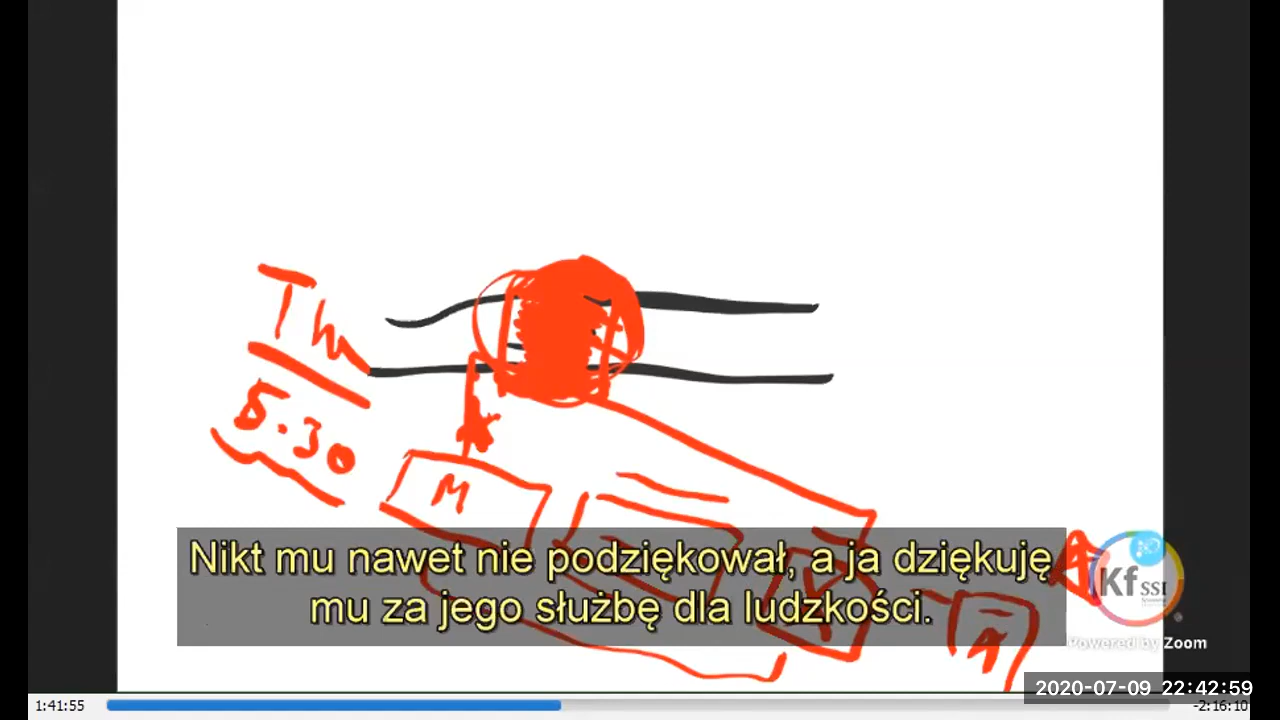 Th
5.30
M
Nikt mu nawet nie podziękował, a ja dziękuję
mu za jego służbę dla ludzkości.
Kf SSI
Powered by Zoom
2020-07-09 22:42:59
1:41:55
-2:16:10